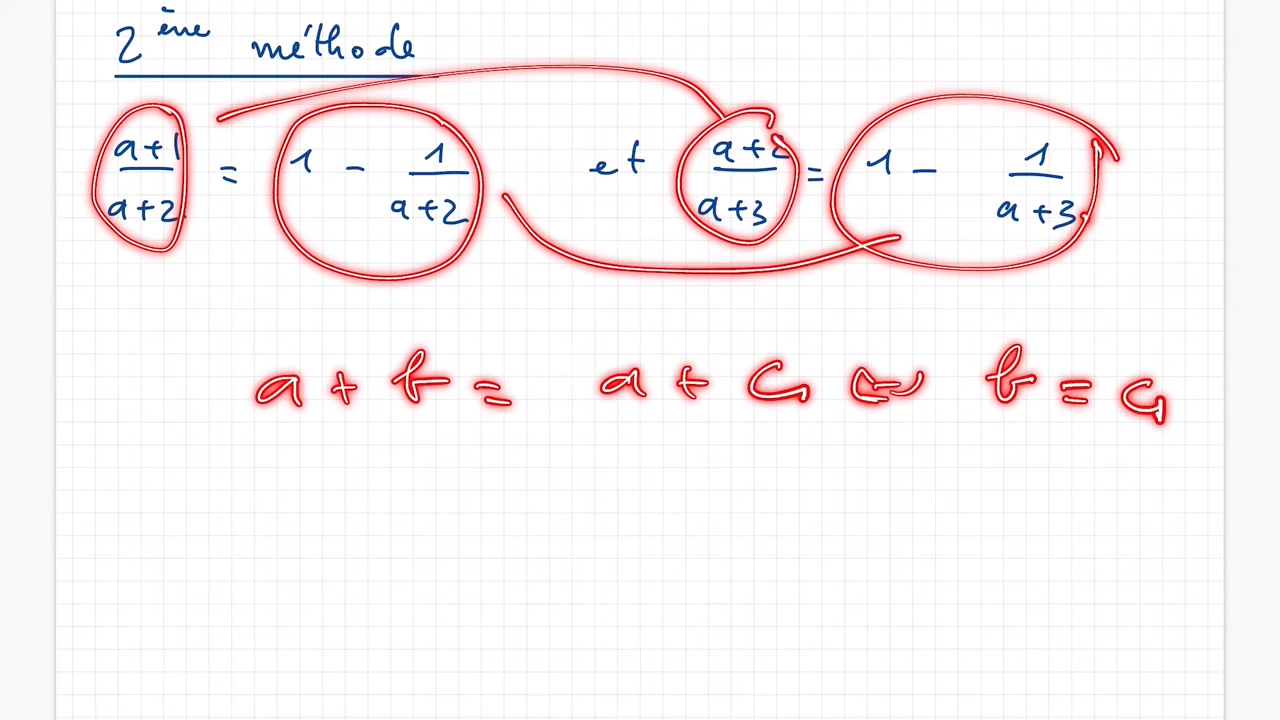 2ème méthode
a+1/a+2 = 1 - 1/a+2 et a+2/a+3 = 1 - 1/a+3
a + b = a + c ⇔ b = c